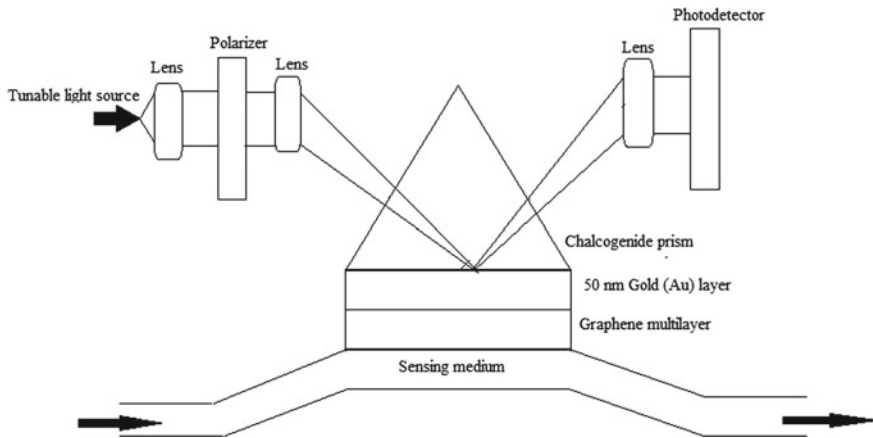 Photodetector
Polarizer
Lens
Lens
Lens
Tunable light source
Chalcogenide prism
50 nm Gold (Au) layer
Graphene multilayer
Sensing medium